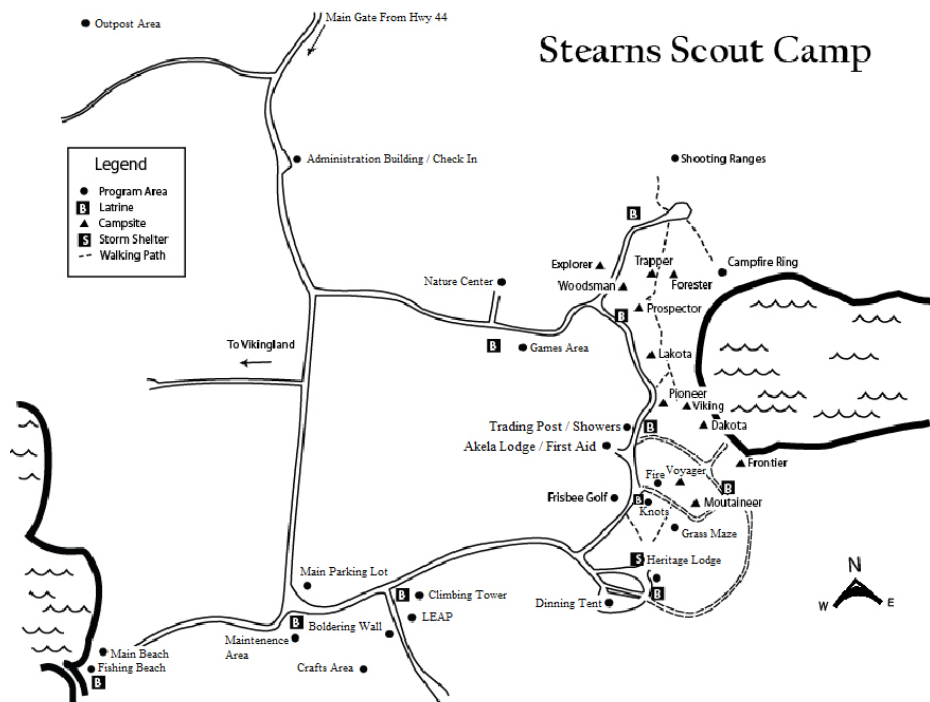 Main Gate From Hwy 44
Outpost Area
Stearns Scout Camp
Administration Building / Check In
Shooting Ranges
Legend
Program Area
B Latrine
Campsite
S Storm Shelter
Walking Path
B
Explorer
Trapper
Campfire Ring
Nature Center
Woodsman
Forester
Prospector
B
B
Games Area
To Vikingland
Lakota
Pioneer
Viking
Trading Post / Showers
B
Dakota
Akela Lodge / First Aid
Frontier
Fire
Voyager
B
Frisbee Golf
B
Knots
Moutaineer
Grass Maze
S
Heritage Lodge
N
W
E
Main Parking Lot
B
Climbing Tower
B
Dinning Tent
LEAP
B
Boldering Wall
Maintenence
Area
Main Beach
Fishing Beach
B
Crafts Area